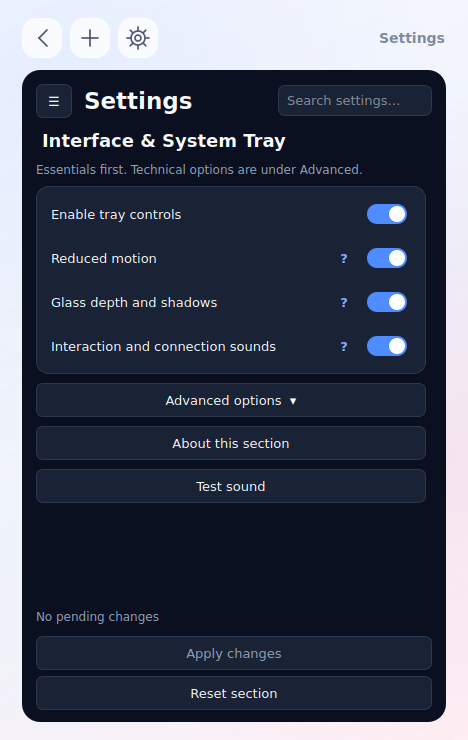 Settings
☰ Settings Search settings...
Interface & System Tray
Essentials first. Technical options are under Advanced.
Enable tray controls
Reduced motion ?
Glass depth and shadows ?
Interaction and connection sounds ?
Advanced options ▾
About this section
Test sound
No pending changes
Apply changes
Reset section